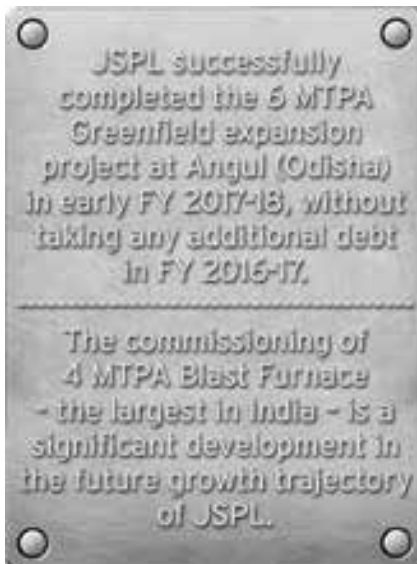 JSPL successfully
completed the 6 MTPA
Greenfield expansion
project at Angul (Odisha)
in early FY 2017-18, without
taking any additional debt
in FY 2016-17.
The commissioning of
4 MTPA Blast Furnace
- the largest in India - is a
significant development in
the future growth trajectory
of JSPL.